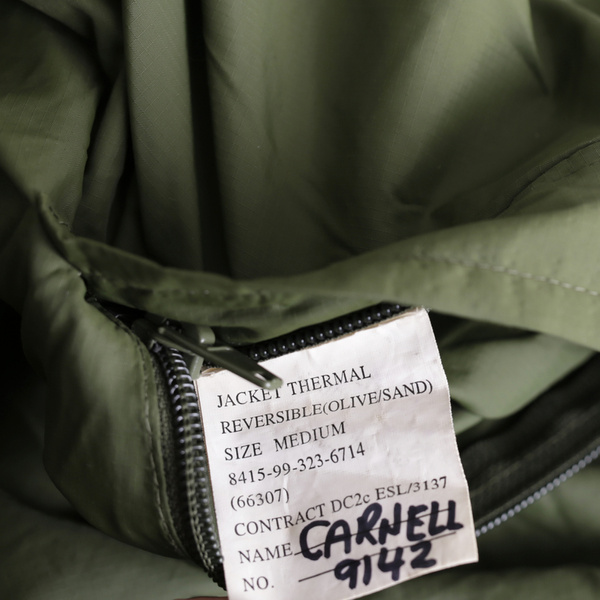 JACKET THERMAL
REVERSIBLE(OLIVE/SAND)
SIZE MEDIUM
8415-99-323-6714
(66307)
CONTRACT DC2c ESL/3137
NAME CARNELL
NO. 9142